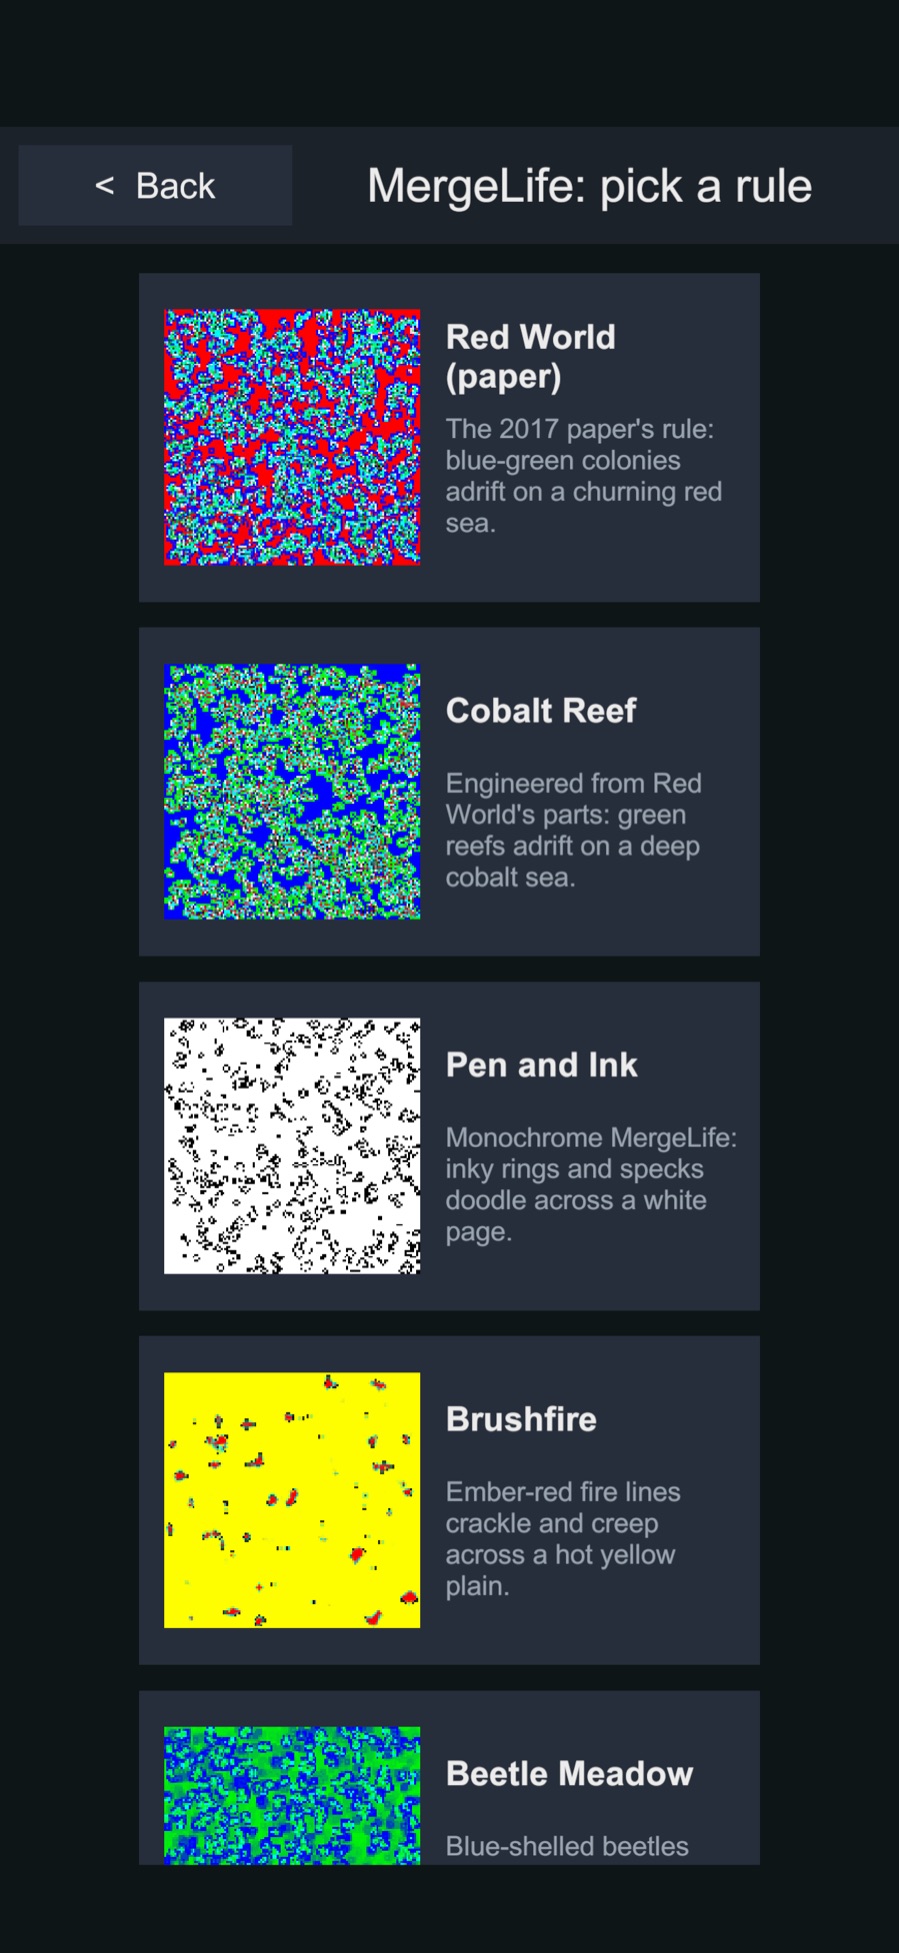 < Back
MergeLife: pick a rule
Red World
(paper)
The 2017 paper's rule:
blue-green colonies
adrift on a churning red
sea.
Cobalt Reef
Engineered from Red
World's parts: green
reefs adrift on a deep
cobalt sea.
Pen and Ink
Monochrome MergeLife:
inky rings and specks
doodle across a white
page.
Brushfire
Ember-red fire lines
crackle and creep
across a hot yellow
plain.
Beetle Meadow
Blue-shelled beetles